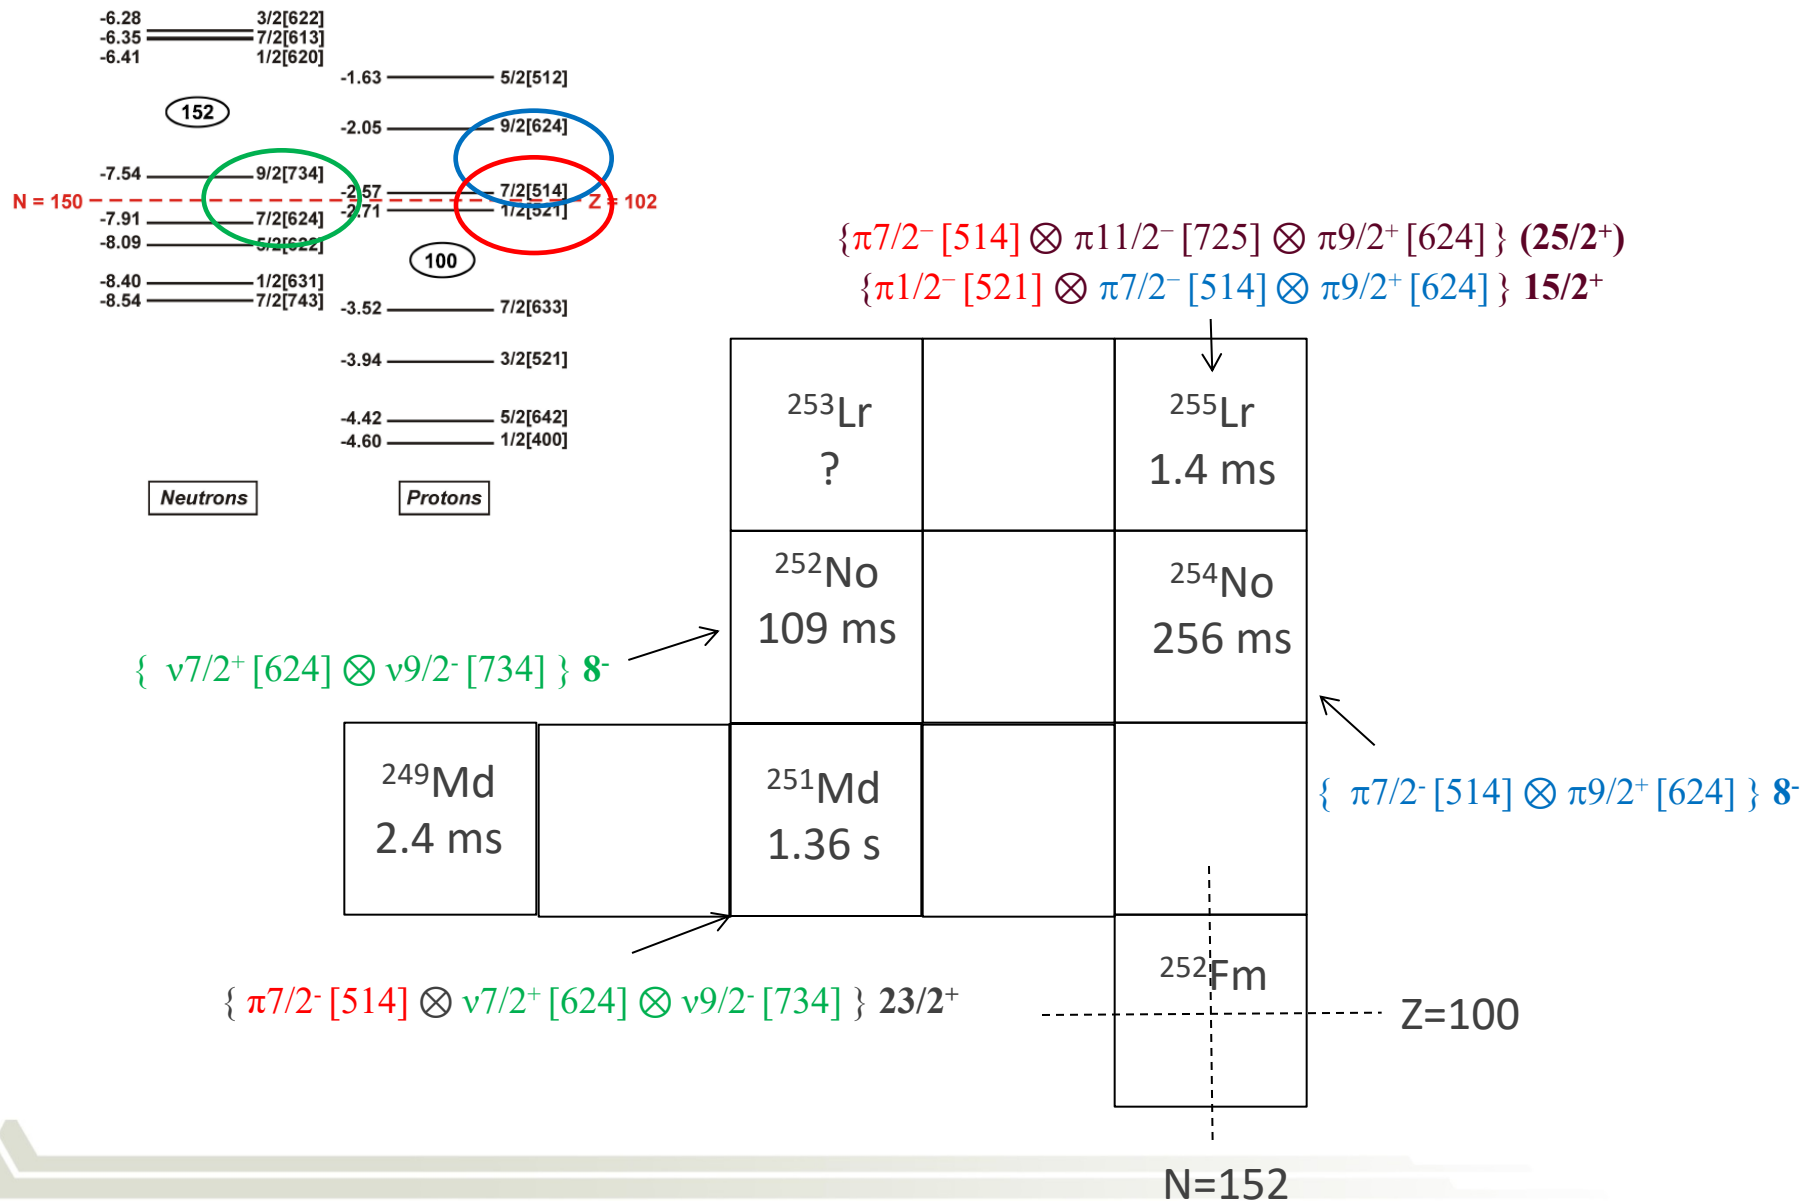 -6.28 3/2[622]
-6.35 7/2[613]
-6.41 1/2[620]
152
-7.54 9/2[734]
N = 150
-7.91 7/2[624]
-8.09 5/2[622]
-8.40 1/2[631]
-8.54 7/2[743]
Neutrons
-1.63 5/2[512]
-2.05 9/2[624]
-2.57 7/2[514]
Z = 102
-2.71 1/2[521]
100
-3.52 7/2[633]
-3.94 3/2[521]
-4.42 5/2[642]
-4.60 1/2[400]
Protons
{π7/2⁻ [514] ⊗ π11/2⁻ [725] ⊗ π9/2⁺ [624] } (25/2⁺)
{π1/2⁻ [521] ⊗ π7/2⁻ [514] ⊗ π9/2⁺ [624] } 15/2⁺
²⁵³Lr
?
²⁵⁵Lr
1.4 ms
²⁵²No
109 ms
²⁵⁴No
256 ms
{ ν7/2⁺ [624] ⊗ ν9/2⁻ [734] } 8⁻
²⁴⁹Md
2.4 ms
²⁵¹Md
1.36 s
{ π7/2⁻ [514] ⊗ π9/2⁺ [624] } 8⁻
{ π7/2⁻ [514] ⊗ ν7/2⁺ [624] ⊗ ν9/2⁻ [734] } 23/2⁺
²⁵²Fm
Z=100
N=152